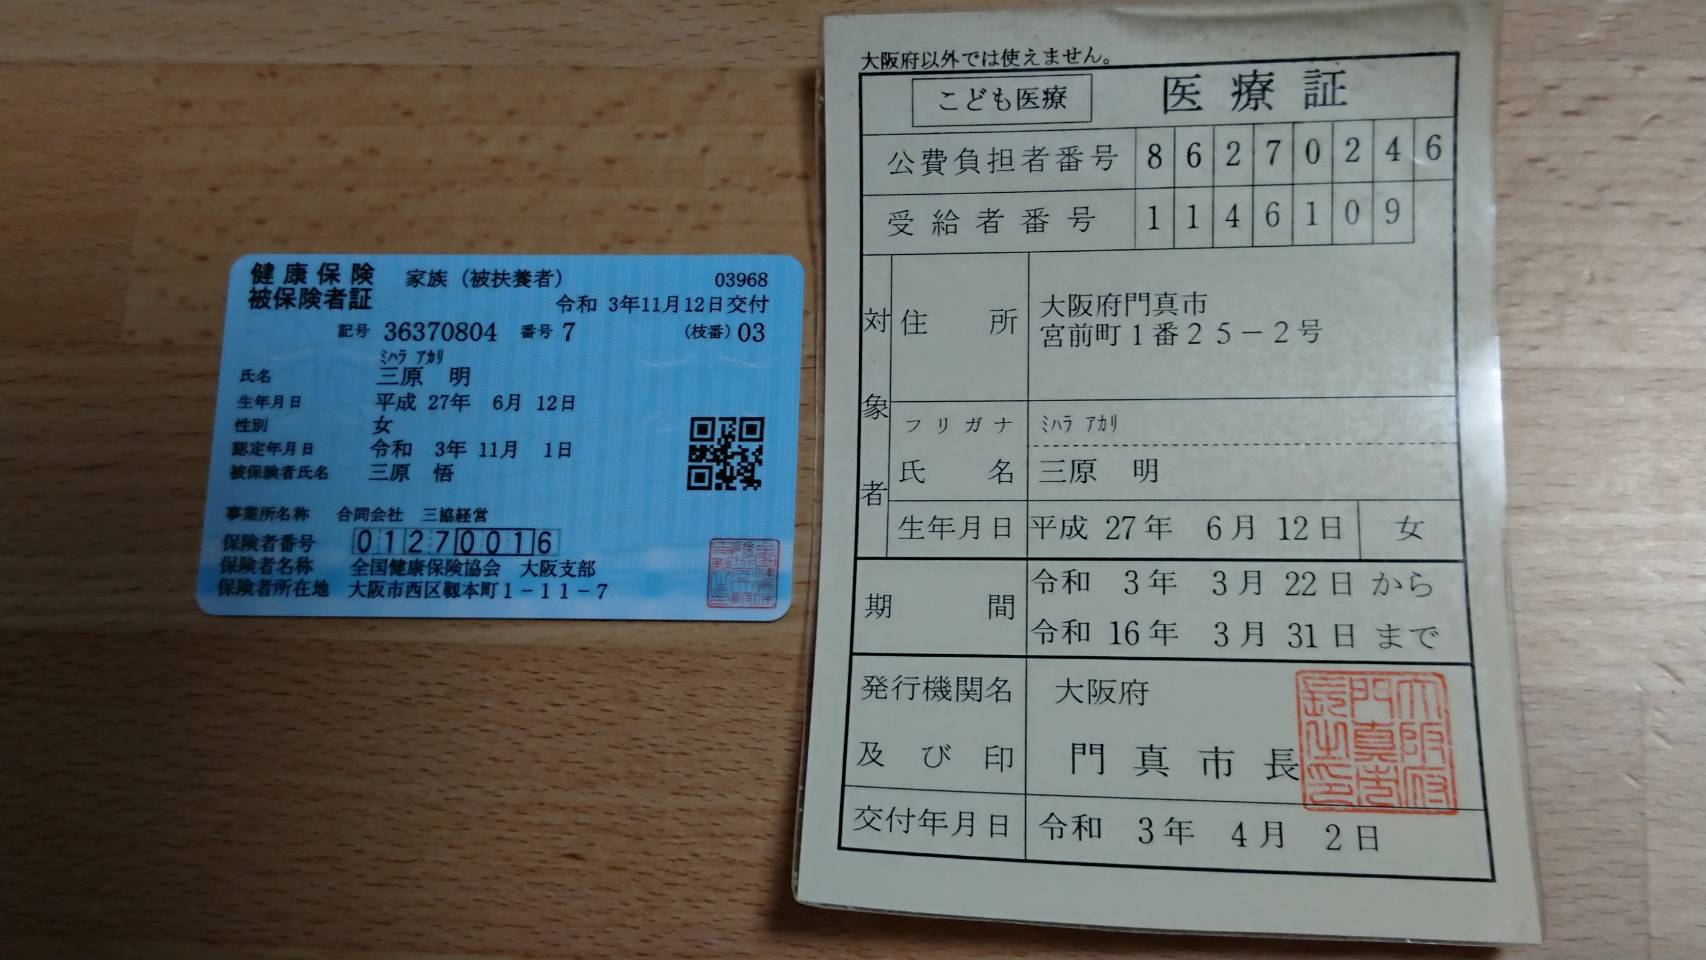 健康保険 家族（被扶養者） 03968
被保険者証 令和 3年11月12日交付
記号 36370804 番号 7 (枝番) 03
ﾐﾊﾗ ｱｶﾘ
氏名 三原 明
生年月日 平成 27年 6月 12日
性別 女
認定年月日 令和 3年 11月 1日
被保険者氏名 三原 悟
事業所名称 合同会社 三協経営
保険者番号 01270016
保険者名称 全国健康保険協会 大阪支部
保険者所在地 大阪市西区靱本町1-11-7
大阪府以外では使えません。
こども医療 医療証
公費負担者番号 86270246
受給者番号 1146109
対象者
住所 大阪府門真市
宮前町1番25-2号
フリガナ ﾐﾊﾗ ｱｶﾘ
氏名 三原 明
生年月日 平成 27年 6月 12日 女
期間 令和 3年 3月 22日 から
令和 16年 3月 31日 まで
発行機関名 大阪府
及び印 門真市長
大阪府門真市長之印
交付年月日 令和 3年 4月 2日